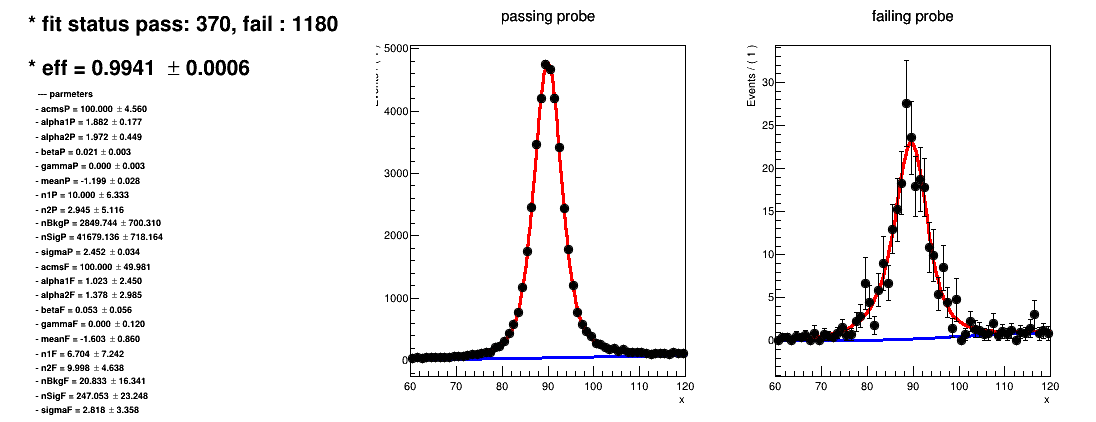 * fit status pass: 370, fail : 1180
* eff = 0.9941 ± 0.0006
--- parmeters
- acmsP = 100.000 ± 4.560
- alpha1P = 1.882 ± 0.177
- alpha2P = 1.972 ± 0.449
- betaP = 0.021 ± 0.003
- gammaP = 0.000 ± 0.003
- meanP = -1.199 ± 0.028
- n1P = 10.000 ± 6.333
- n2P = 2.945 ± 5.116
- nBkgP = 2849.744 ± 700.310
- nSigP = 41679.136 ± 718.164
- sigmaP = 2.452 ± 0.034
- acmsF = 100.000 ± 49.981
- alpha1F = 1.023 ± 2.450
- alpha2F = 1.378 ± 2.985
- betaF = 0.053 ± 0.056
- gammaF = 0.000 ± 0.120
- meanF = -1.603 ± 0.860
- n1F = 6.704 ± 7.242
- n2F = 9.998 ± 4.638
- nBkgF = 20.833 ± 16.341
- nSigF = 247.053 ± 23.248
- sigmaF = 2.818 ± 3.358
passing probe
5000
4000
3000
2000
1000
0
60 70 80 90 100 110 120
x
failing probe
Events / ( 1 )
30
25
20
15
10
5
0
60 70 80 90 100 110 120
x